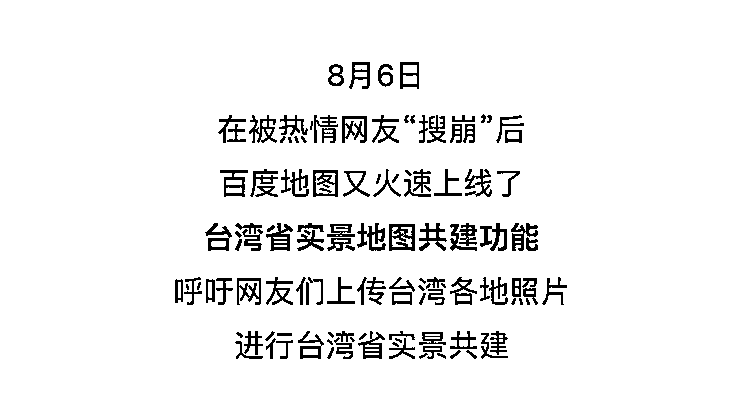 8月6日
在被热情网友“搜崩”后
百度地图又火速上线了
台湾省实景地图共建功能
呼吁网友们上传台湾各地照片
进行台湾省实景共建